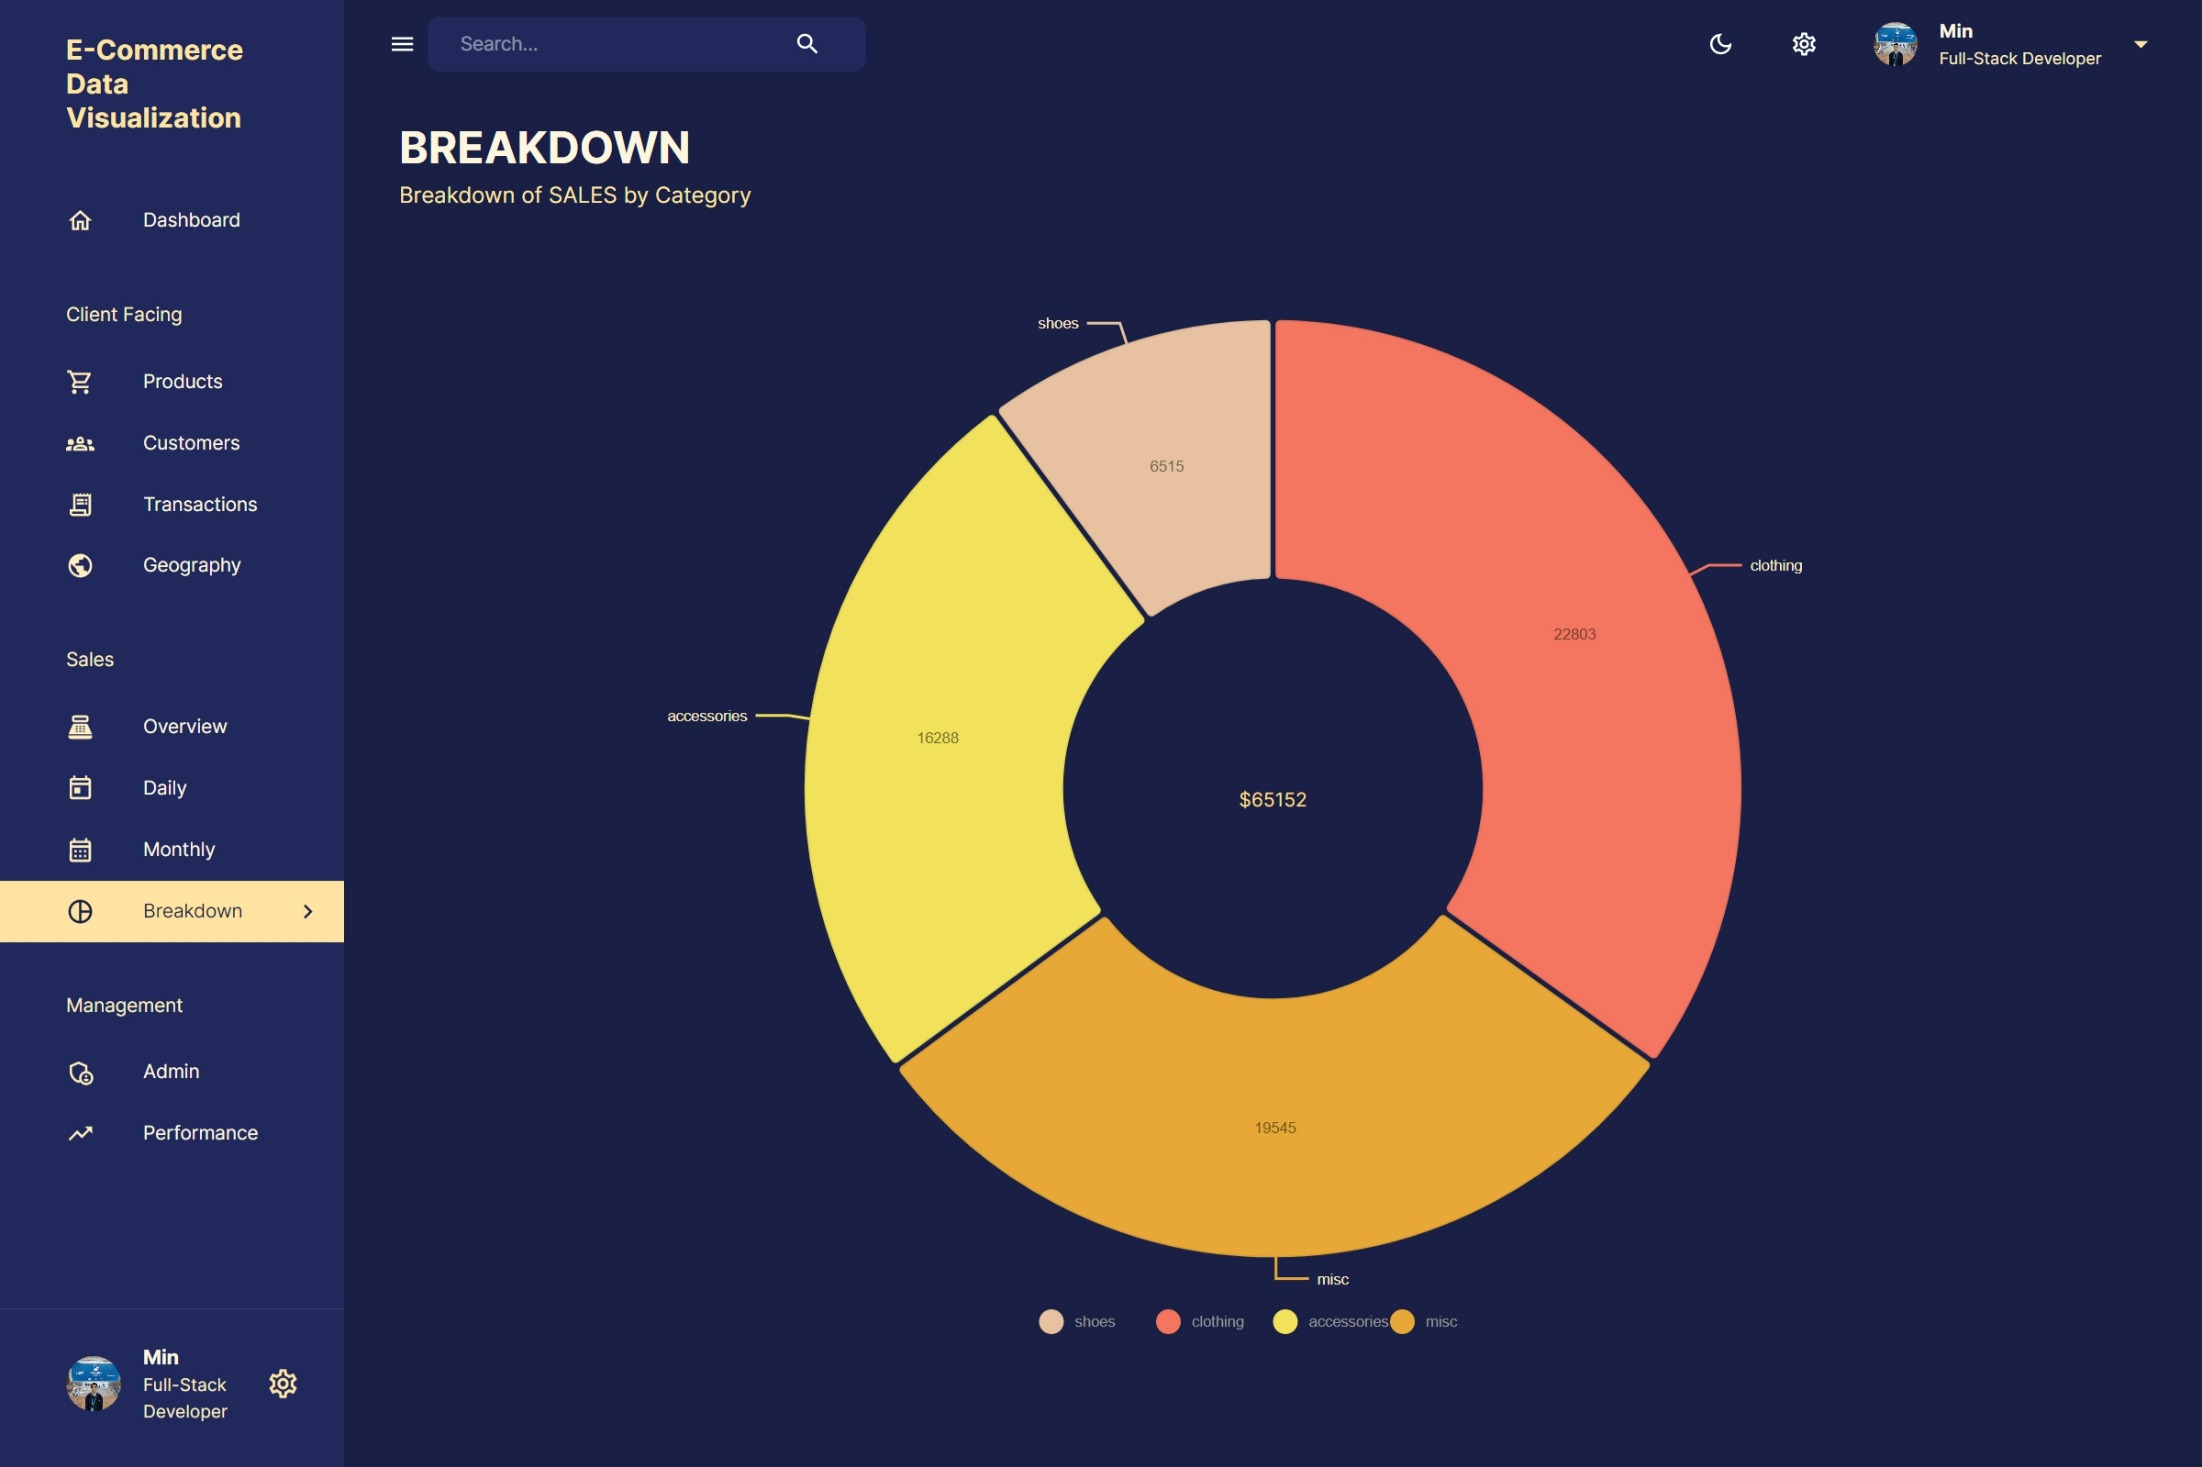 E-Commerce
Data
Visualization
Dashboard
Client Facing
Products
Customers
Transactions
Geography
Sales
Overview
Daily
Monthly
Breakdown
Management
Admin
Performance
Min
Full-Stack
Developer
Search...
Min
Full-Stack Developer
BREAKDOWN
Breakdown of SALES by Category
shoes
6515
clothing
22803
accessories
16288
$65152
19545
misc
shoes
clothing
accessories
misc